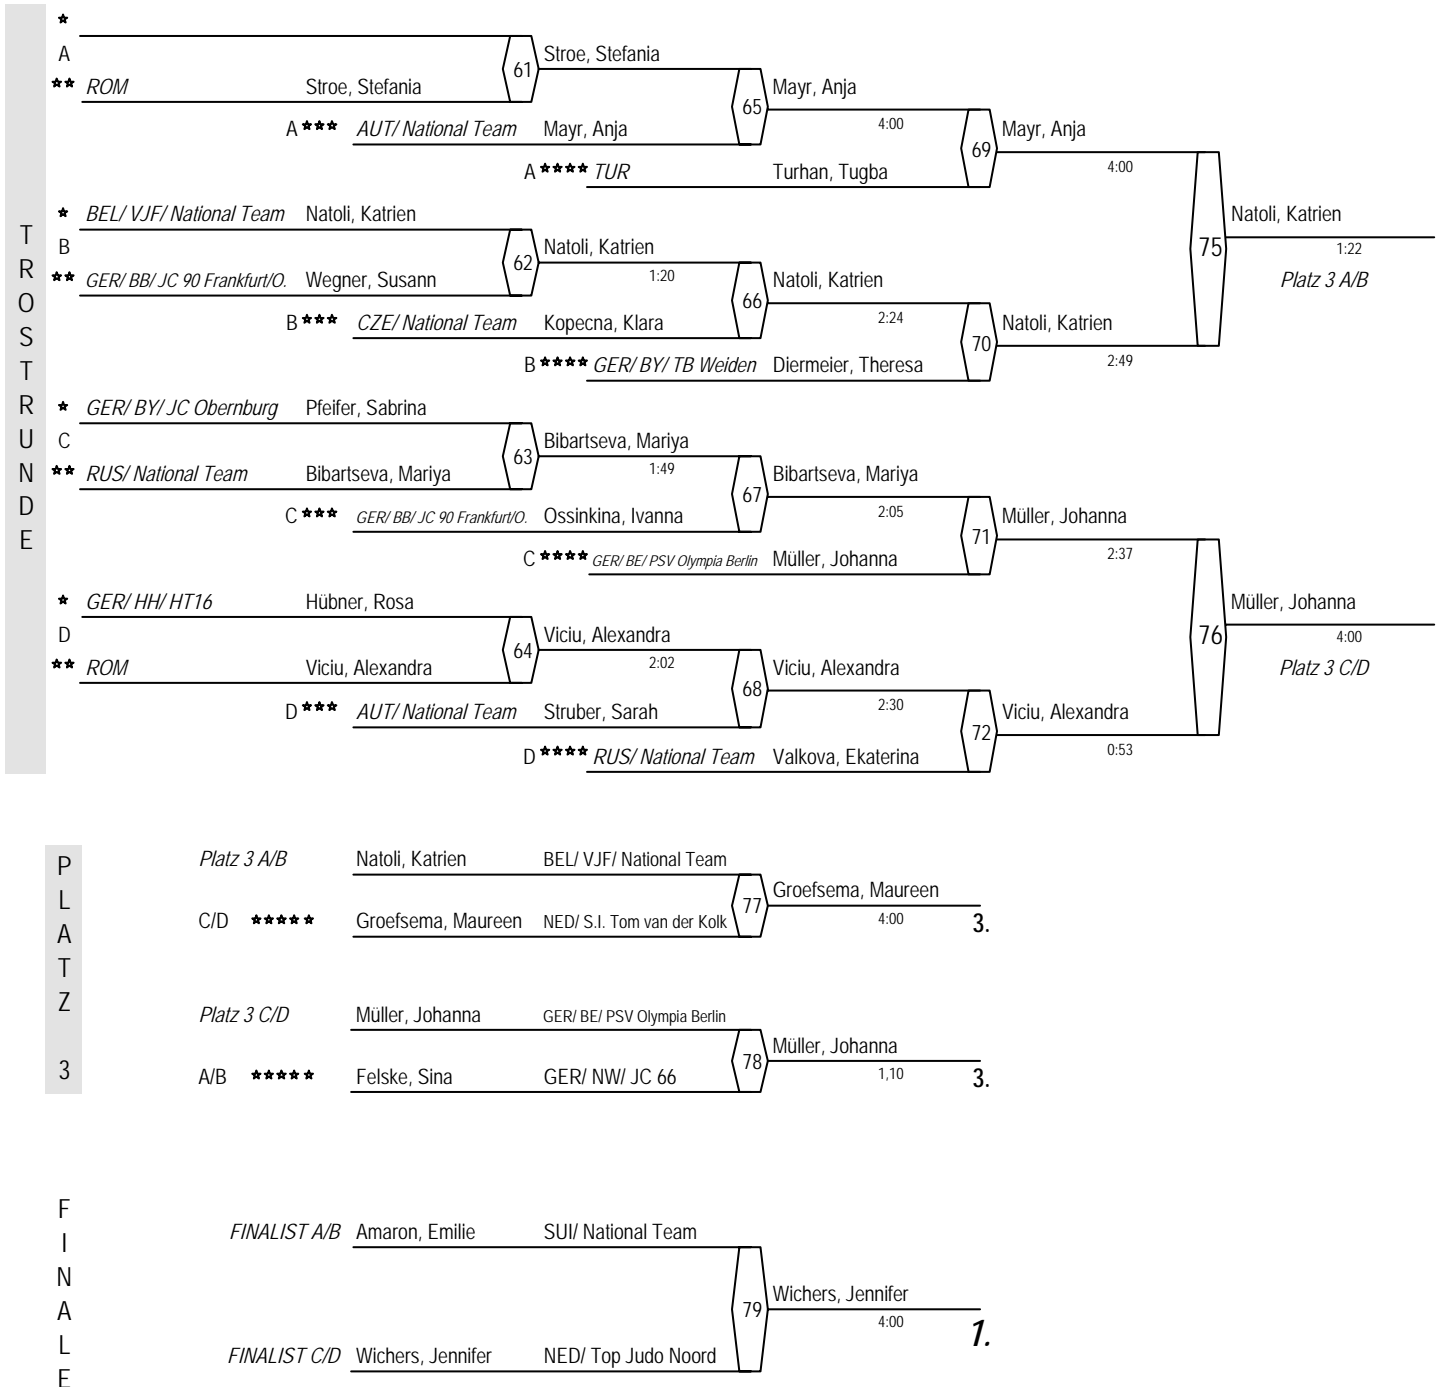 TROSTRUNDE
★
A
Stroe, Stefania
61
★★ ROM Stroe, Stefania
Mayr, Anja
65
4:00
A ★★★ AUT/ National Team Mayr, Anja
Mayr, Anja
69
4:00
A ★★★★ TUR Turhan, Tugba
★ BEL/ VJF/ National Team Natoli, Katrien
Natoli, Katrien
75
1:22
Platz 3 A/B
B
Natoli, Katrien
62
1:20
★★ GER/ BB/ JC 90 Frankfurt/O. Wegner, Susann
Natoli, Katrien
66
2:24
B ★★★ CZE/ National Team Kopecna, Klara
Natoli, Katrien
70
2:49
B ★★★★ GER/ BY/ TB Weiden Diermeier, Theresa
★ GER/ BY/ JC Obernburg Pfeifer, Sabrina
C
Bibartseva, Mariya
63
1:49
★★ RUS/ National Team Bibartseva, Mariya
Bibartseva, Mariya
67
2:05
C ★★★ GER/ BB/ JC 90 Frankfurt/O. Ossinkina, Ivanna
Müller, Johanna
71
2:37
C ★★★★ GER/ BE/ PSV Olympia Berlin Müller, Johanna
★ GER/ HH/ HT16 Hübner, Rosa
Müller, Johanna
76
4:00
Platz 3 C/D
D
Viciu, Alexandra
64
2:02
★★ ROM Viciu, Alexandra
Viciu, Alexandra
68
2:30
D ★★★ AUT/ National Team Struber, Sarah
Viciu, Alexandra
72
0:53
D ★★★★ RUS/ National Team Valkova, Ekaterina
PLATZ 3
Platz 3 A/B Natoli, Katrien BEL/ VJF/ National Team
77 Groefsema, Maureen
4:00 3.
C/D ★★★★★ Groefsema, Maureen NED/ S.I. Tom van der Kolk
Platz 3 C/D Müller, Johanna GER/ BE/ PSV Olympia Berlin
78 Müller, Johanna
1,10 3.
A/B ★★★★★ Felske, Sina GER/ NW/ JC 66
FINALE
FINALIST A/B Amaron, Emilie SUI/ National Team
79 Wichers, Jennifer
4:00 1.
FINALIST C/D Wichers, Jennifer NED/ Top Judo Noord